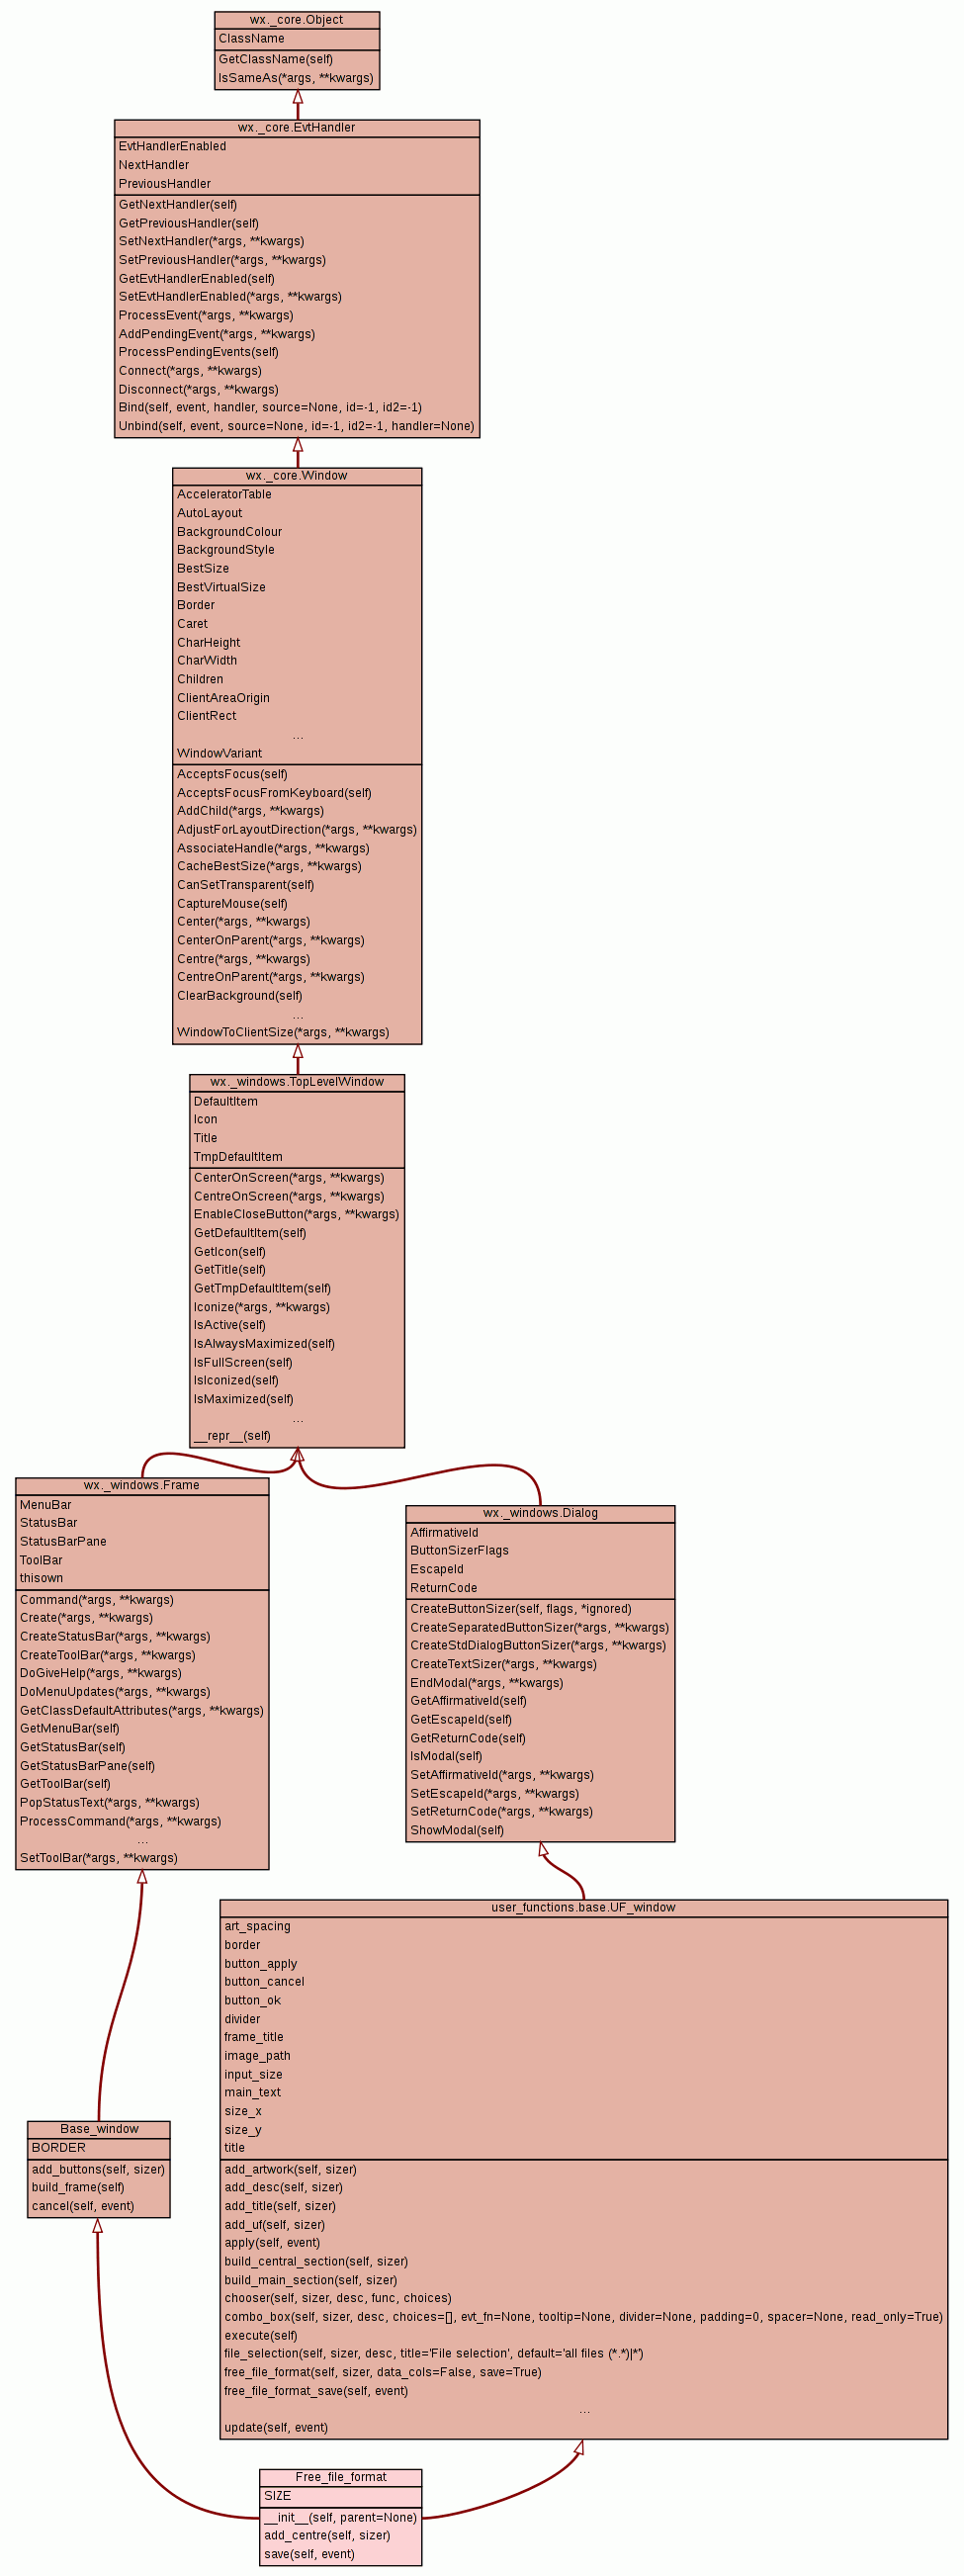 wx._core.Object
ClassName
GetClassName(self)
IsSameAs(*args, **kwargs)
wx._core.EvtHandler
EvtHandlerEnabled
NextHandler
PreviousHandler
GetNextHandler(self)
GetPreviousHandler(self)
SetNextHandler(*args, **kwargs)
SetPreviousHandler(*args, **kwargs)
GetEvtHandlerEnabled(self)
SetEvtHandlerEnabled(*args, **kwargs)
ProcessEvent(*args, **kwargs)
AddPendingEvent(*args, **kwargs)
ProcessPendingEvents(self)
Connect(*args, **kwargs)
Disconnect(*args, **kwargs)
Bind(self, event, handler, source=None, id=-1, id2=-1)
Unbind(self, event, source=None, id=-1, id2=-1, handler=None)
wx._core.Window
AcceleratorTable
AutoLayout
BackgroundColour
BackgroundStyle
BestSize
BestVirtualSize
Border
Caret
CharHeight
CharWidth
Children
ClientAreaOrigin
ClientRect
...
WindowVariant
AcceptsFocus(self)
AcceptsFocusFromKeyboard(self)
AddChild(*args, **kwargs)
AdjustForLayoutDirection(*args, **kwargs)
AssociateHandle(*args, **kwargs)
CacheBestSize(*args, **kwargs)
CanSetTransparent(self)
CaptureMouse(self)
Center(*args, **kwargs)
CenterOnParent(*args, **kwargs)
Centre(*args, **kwargs)
CentreOnParent(*args, **kwargs)
ClearBackground(self)
...
WindowToClientSize(*args, **kwargs)
wx._windows.TopLevelWindow
DefaultItem
Icon
Title
TmpDefaultItem
CenterOnScreen(*args, **kwargs)
CentreOnScreen(*args, **kwargs)
EnableCloseButton(*args, **kwargs)
GetDefaultItem(self)
GetIcon(self)
GetTitle(self)
GetTmpDefaultItem(self)
Iconize(*args, **kwargs)
IsActive(self)
IsAlwaysMaximized(self)
IsFullScreen(self)
IsIconized(self)
IsMaximized(self)
...
__repr__(self)
wx._windows.Frame
MenuBar
StatusBar
StatusBarPane
ToolBar
thisown
Command(*args, **kwargs)
Create(*args, **kwargs)
CreateStatusBar(*args, **kwargs)
CreateToolBar(*args, **kwargs)
DoGiveHelp(*args, **kwargs)
DoMenuUpdates(*args, **kwargs)
GetClassDefaultAttributes(*args, **kwargs)
GetMenuBar(self)
GetStatusBar(self)
GetStatusBarPane(self)
GetToolBar(self)
PopStatusText(*args, **kwargs)
ProcessCommand(*args, **kwargs)
...
SetToolBar(*args, **kwargs)
wx._windows.Dialog
AffirmativeId
ButtonSizerFlags
EscapeId
ReturnCode
CreateButtonSizer(self, flags, *ignored)
CreateSeparatedButtonSizer(*args, **kwargs)
CreateStdDialogButtonSizer(*args, **kwargs)
CreateTextSizer(*args, **kwargs)
EndModal(*args, **kwargs)
GetAffirmativeId(self)
GetEscapeId(self)
GetReturnCode(self)
IsModal(self)
SetAffirmativeId(*args, **kwargs)
SetEscapeId(*args, **kwargs)
SetReturnCode(*args, **kwargs)
ShowModal(self)
user_functions.base.UF_window
art_spacing
border
button_apply
button_cancel
button_ok
divider
frame_title
image_path
input_size
main_text
size_x
size_y
title
add_artwork(self, sizer)
add_desc(self, sizer)
add_title(self, sizer)
add_uf(self, sizer)
apply(self, event)
build_central_section(self, sizer)
build_main_section(self, sizer)
chooser(self, sizer, desc, func, choices)
combo_box(self, sizer, desc, choices=[], evt_fn=None, tooltip=None, divider=None, padding=0, spacer=None, read_only=True)
execute(self)
file_selection(self, sizer, desc, title='File selection', default='all files (*.*)|*')
free_file_format(self, sizer, data_cols=False, save=True)
free_file_format_save(self, event)
...
update(self, event)
Base_window
BORDER
add_buttons(self, sizer)
build_frame(self)
cancel(self, event)
Free_file_format
SIZE
__init__(self, parent=None)
add_centre(self, sizer)
save(self, event)